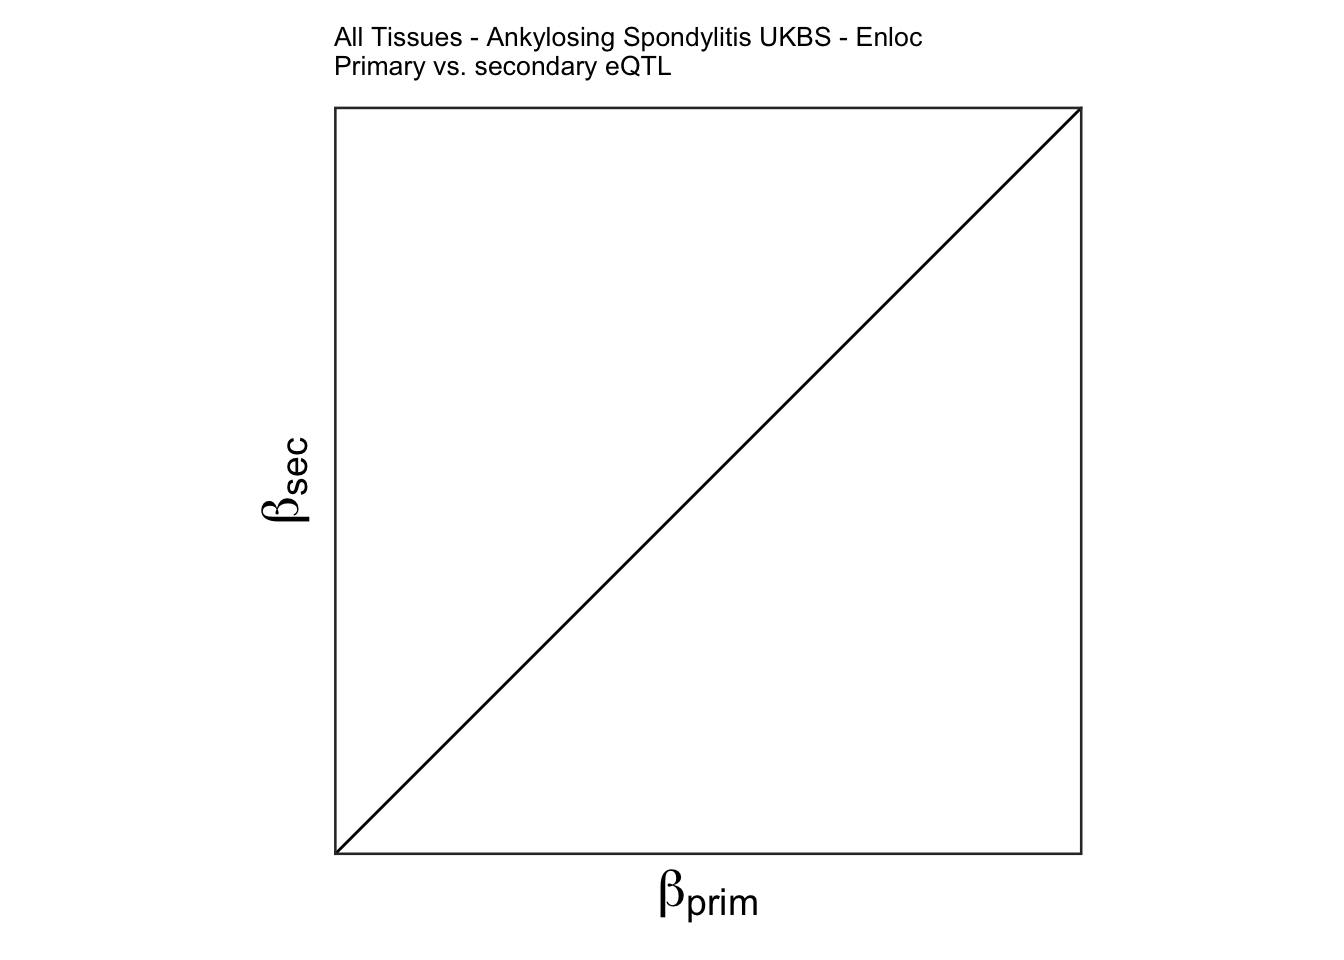 All Tissues - Ankylosing Spondylitis UKBS - Enloc
Primary vs. secondary eQTL
βsec
βprim